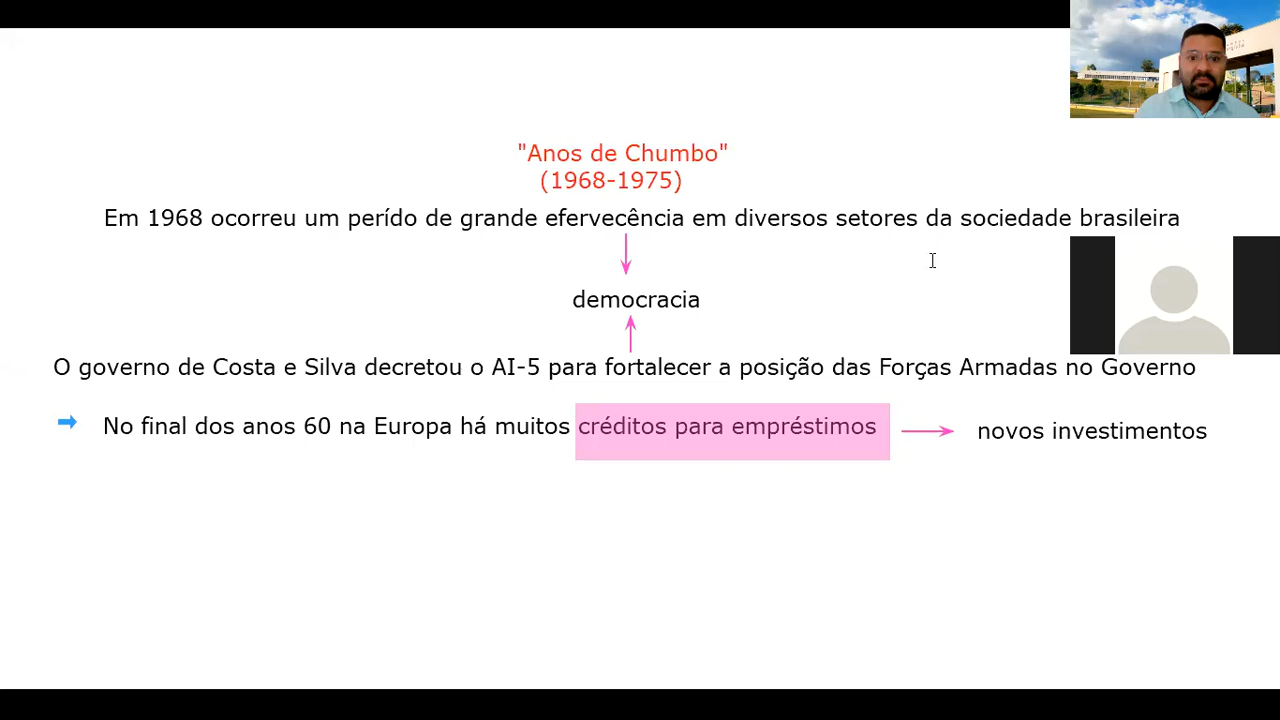 "Anos de Chumbo"
(1968-1975)
Em 1968 ocorreu um perído de grande efervecência em diversos setores da sociedade brasileira
democracia
O governo de Costa e Silva decretou o AI-5 para fortalecer a posição das Forças Armadas no Governo
No final dos anos 60 na Europa há muitos créditos para empréstimos
novos investimentos